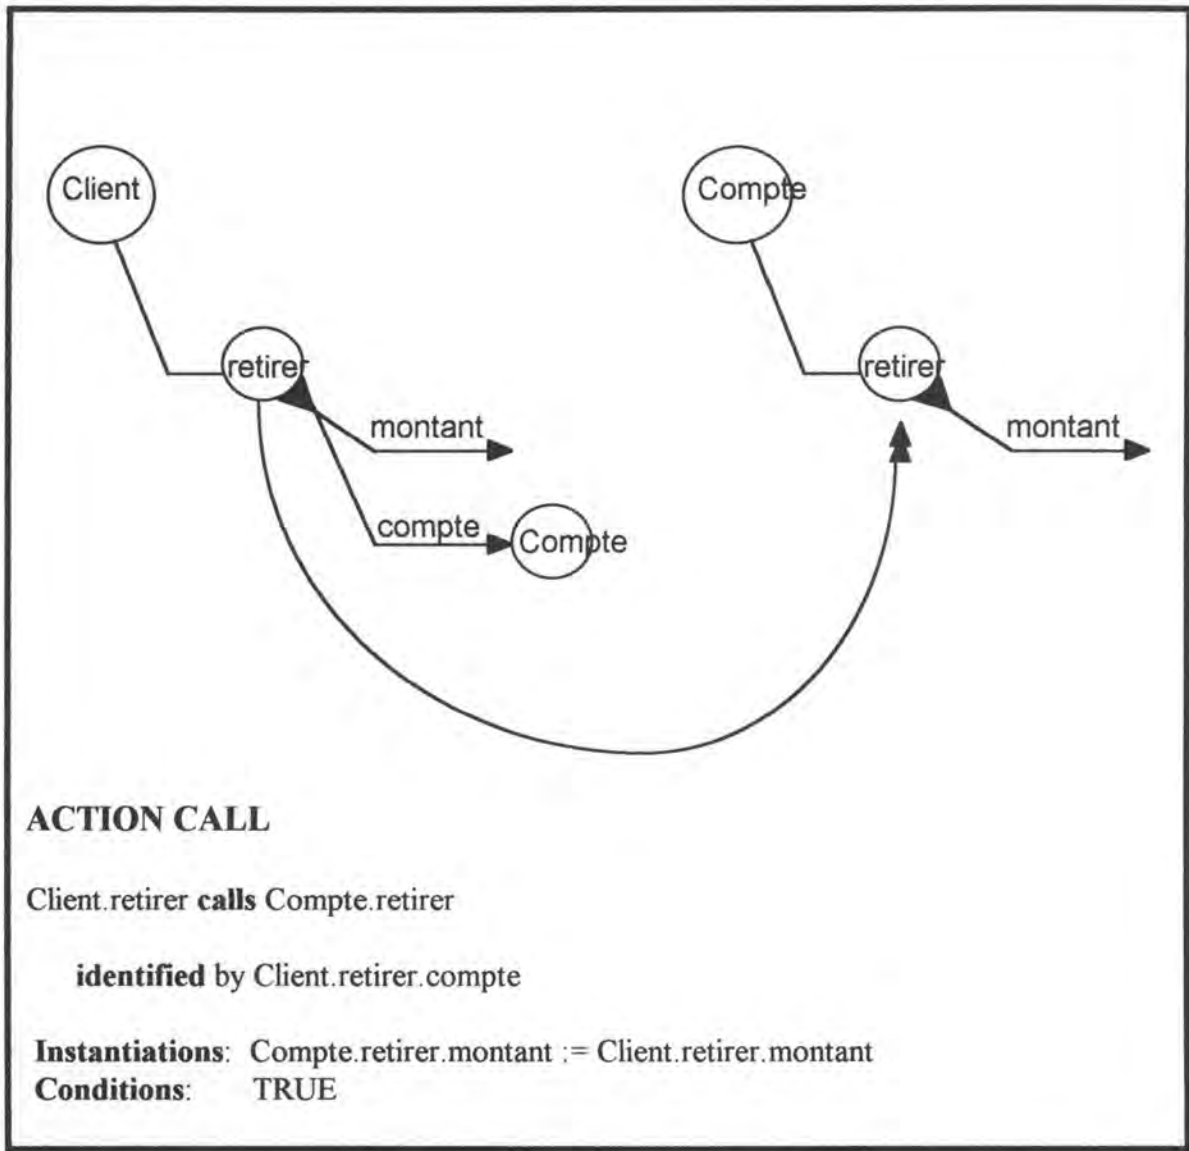 Client
Compte
retirer
retirer
montant
montant
compte
Compte
ACTION CALL
Client.retirer calls Compte.retirer
identified by Client.retirer.compte
Instantiations: Compte.retirer.montant := Client.retirer.montant
Conditions: TRUE